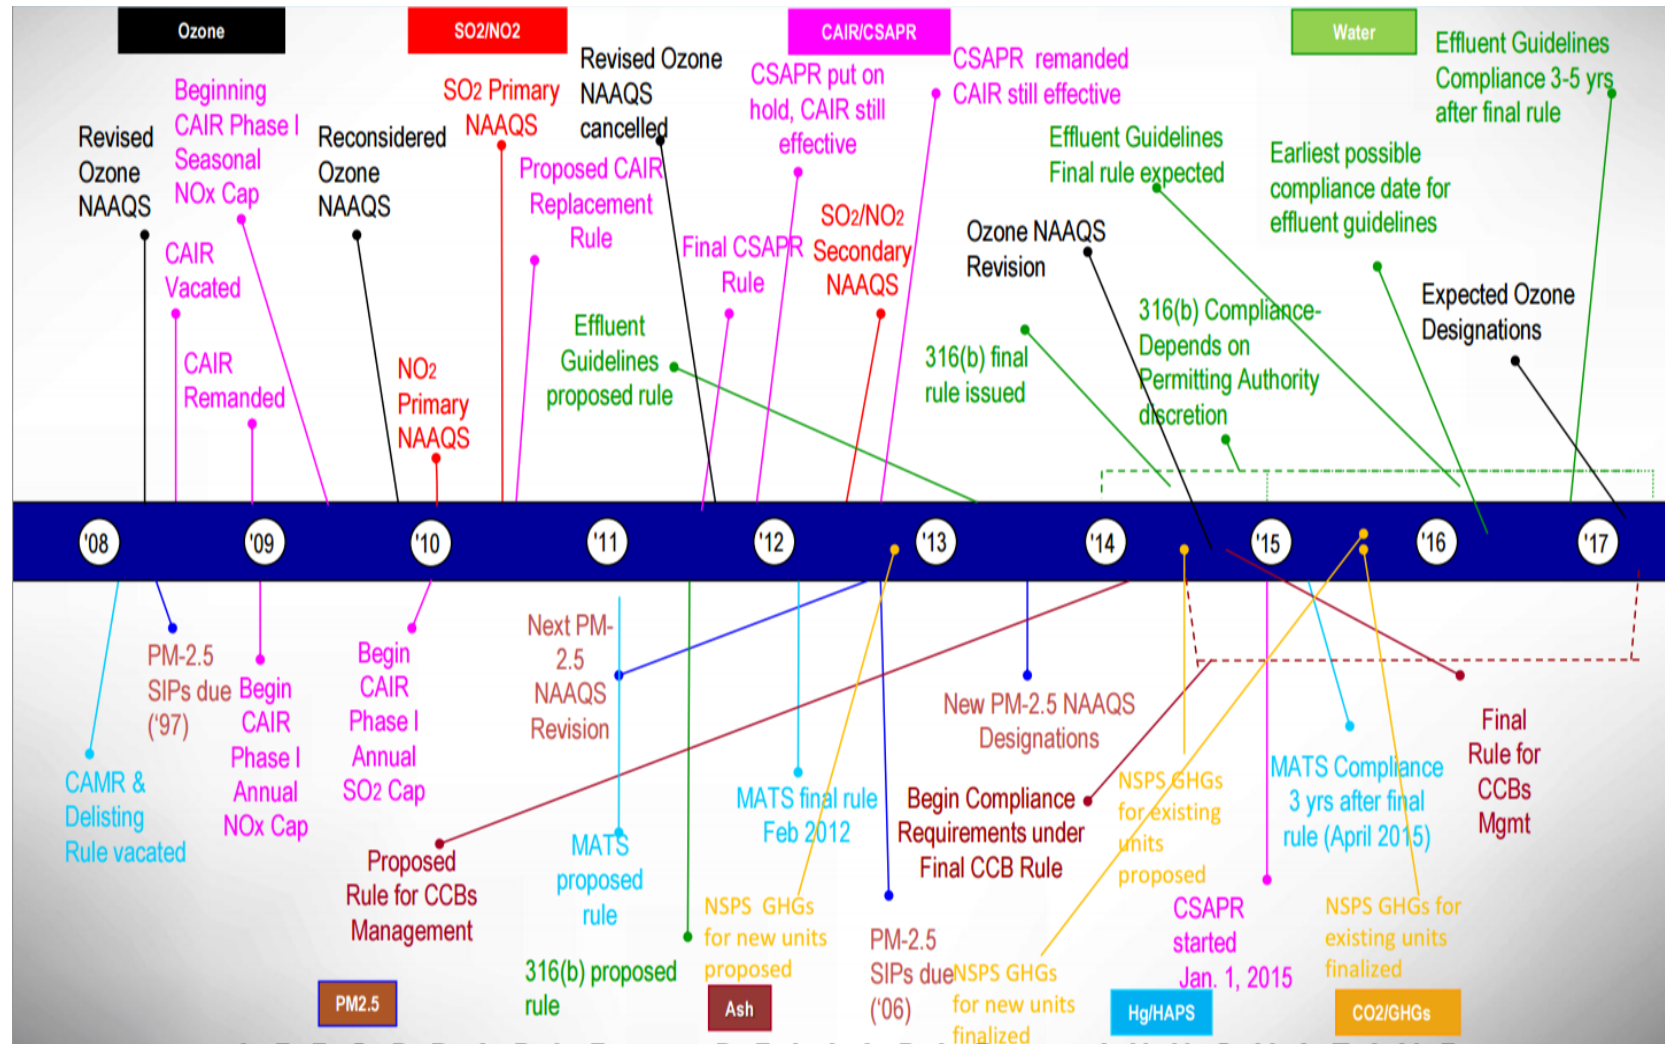 Ozone
SO2/NO2
CAIR/CSAPR
Water
Revised
Ozone
NAAQS
Beginning
CAIR Phase I
Seasonal
NOx Cap
CAIR
Vacated
CAIR
Remanded
Reconsidered
Ozone
NAAQS
NO2
Primary
NAAQS
SO2 Primary
NAAQS
Proposed CAIR
Replacement
Rule
Revised Ozone
NAAQS
cancelled
Effluent
Guidelines
proposed rule
Final CSAPR
Rule
CSAPR put on
hold, CAIR still
effective
SO2/NO2
Secondary
NAAQS
CSAPR remanded
CAIR still effective
316(b) final
rule issued
Ozone NAAQS
Revision
Effluent Guidelines
Final rule expected
316(b) Compliance-
Depends on
Permitting Authority
discretion
Earliest possible
compliance date for
effluent guidelines
Effluent Guidelines
Compliance 3-5 yrs
after final rule
Expected Ozone
Designations
'08
'09
'10
'11
'12
'13
'14
'15
'16
'17
CAMR &
Delisting
Rule vacated
PM-2.5
SIPs due
('97)
Begin
CAIR
Phase I
Annual
NOx Cap
Begin
CAIR
Phase I
Annual
SO2 Cap
Proposed
Rule for CCBs
Management
Next PM-
2.5
NAAQS
Revision
MATS
proposed
rule
316(b) proposed
rule
MATS final rule
Feb 2012
NSPS GHGs
for new units
proposed
PM-2.5
SIPs due
('06)
New PM-2.5 NAAQS
Designations
Begin Compliance
Requirements under
Final CCB Rule
NSPS GHGs
for new units
finalized
NSPS GHGs
for existing
units
proposed
CSAPR
started
Jan. 1, 2015
MATS Compliance
3 yrs after final
rule (April 2015)
NSPS GHGs for
existing units
finalized
Final
Rule for
CCBs
Mgmt
PM2.5
Ash
Hg/HAPS
CO2/GHGs